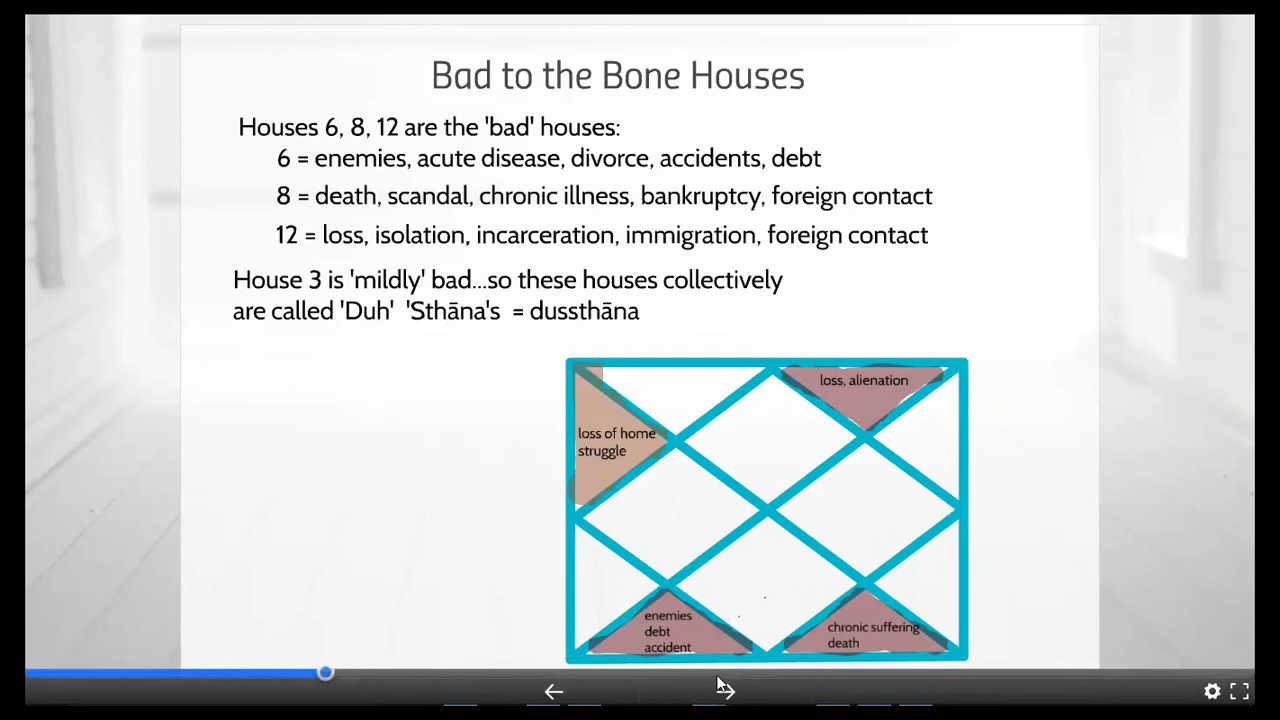 Bad to the Bone Houses
Houses 6, 8, 12 are the 'bad' houses:
6 = enemies, acute disease, divorce, accidents, debt
8 = death, scandal, chronic illness, bankruptcy, foreign contact
12 = loss, isolation, incarceration, immigration, foreign contact
House 3 is 'mildly' bad...so these houses collectively
are called 'Duh' 'Sthāna's = dussthāna
loss, alienation
loss of home
struggle
enemies
debt
accident
chronic suffering
death